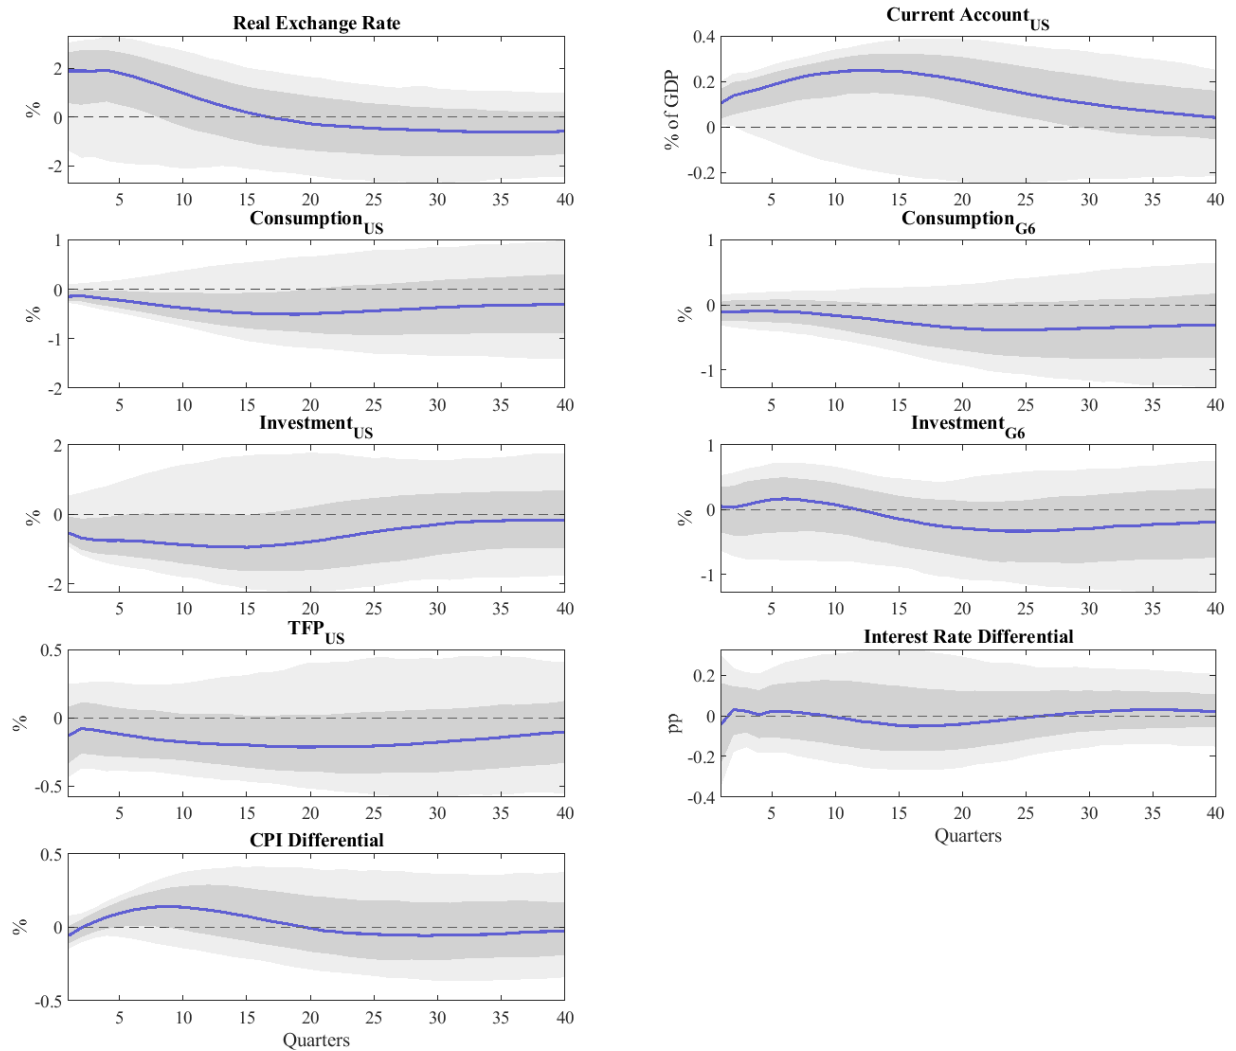 Real Exchange Rate
%
2
0
-2
5 10 15 20 25 30 35 40
Current Account_US
% of GDP
0.4
0.2
0
-0.2
5 10 15 20 25 30 35 40
Consumption_US
%
1
0
-1
-2
5 10 15 20 25 30 35 40
Consumption_G6
%
1
0
-1
5 10 15 20 25 30 35 40
Investment_US
%
2
0
-2
5 10 15 20 25 30 35 40
Investment_G6
%
1
0
-1
5 10 15 20 25 30 35 40
TFP_US
%
0.5
0
-0.5
5 10 15 20 25 30 35 40
Interest Rate Differential
pp
0.2
0
-0.4
5 10 15 20 25 30 35 40
Quarters
CPI Differential
%
0.5
0
-0.5
5 10 15 20 25 30 35 40
Quarters